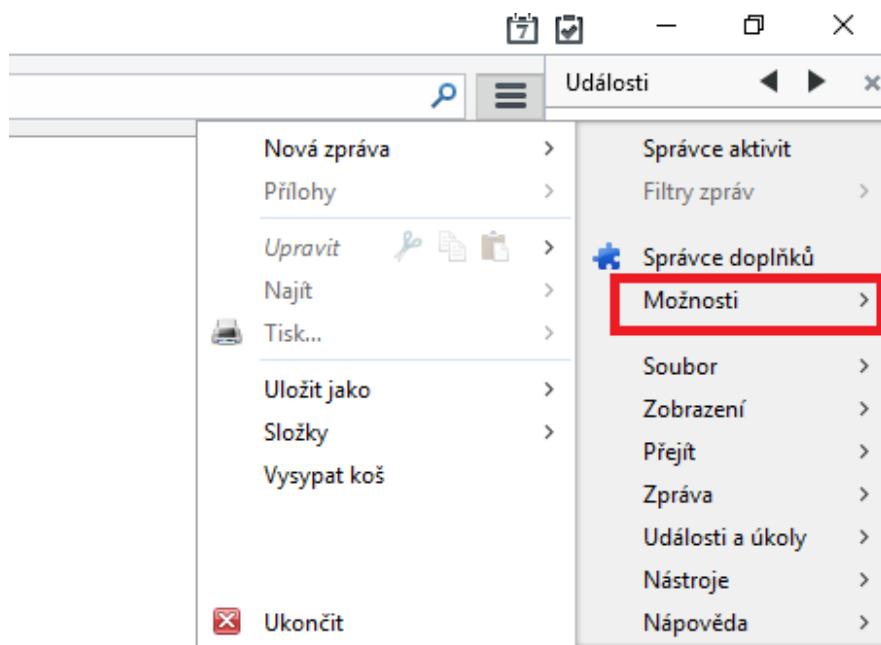 7
Události
Nová zpráva
Přílohy
Upravit
Najít
Tisk...
Uložit jako
Složky
Vysypat koš
Ukončit
Správce aktivit
Filtry zpráv
Správce doplňků
Možnosti
Soubor
Zobrazení
Přejít
Zpráva
Události a úkoly
Nástroje
Nápověda